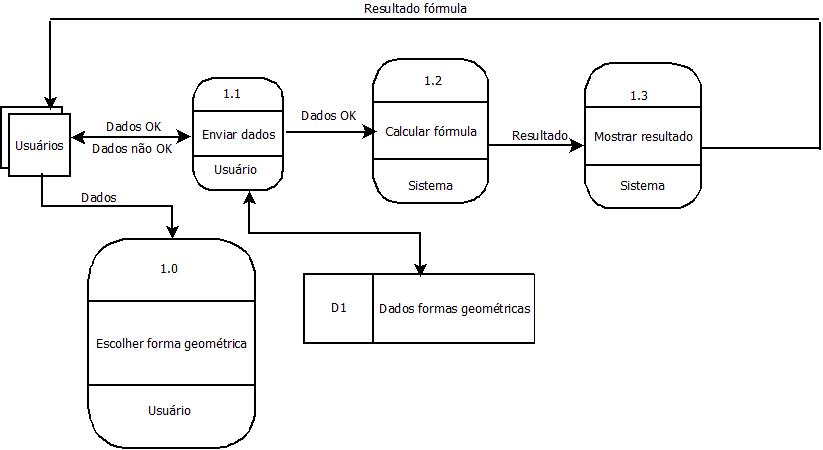 Resultado fórmula
1.1
Enviar dados
Usuário
1.2
Calcular fórmula
Sistema
1.3
Mostrar resultado
Sistema
Usuários
Dados OK
Dados não OK
Dados OK
Resultado
Dados
1.0
Escolher forma geométrica
Usuário
D1
Dados formas geométricas